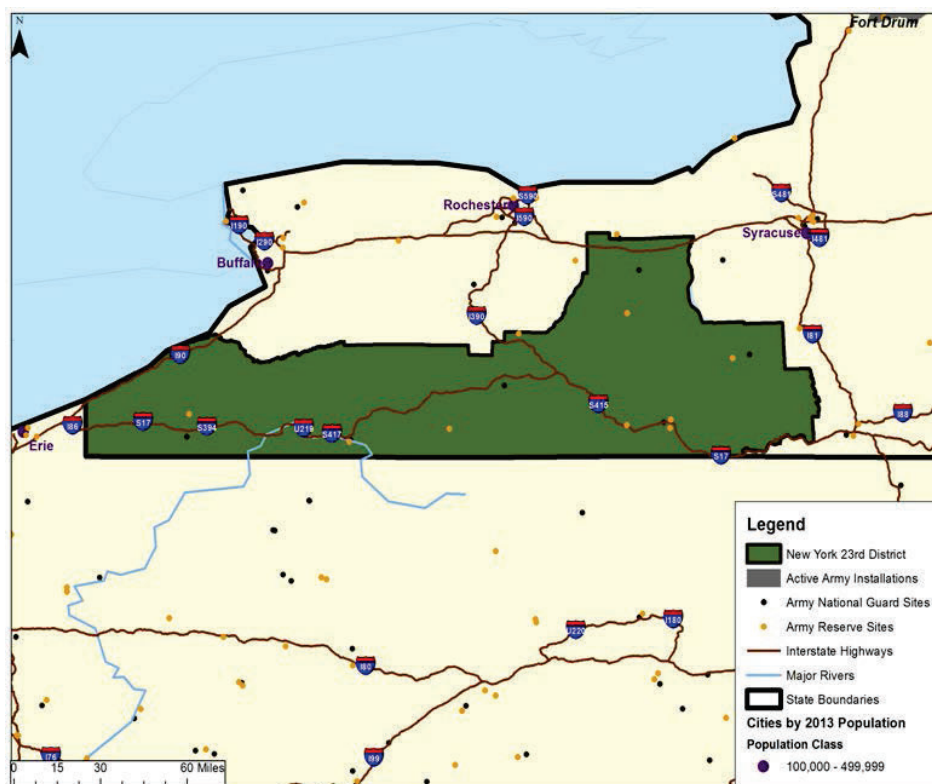 N
Fort Drum
S590
Rochester
I590
S481
I190
I290
Syracuse
I481
Buffalo
I390
I81
I90
I86
S17
S394
U219
S417
S415
I88
Erie
S17
Legend
New York 23rd District
Active Army Installations
Army National Guard Sites
Army Reserve Sites
Interstate Highways
Major Rivers
State Boundaries
Cities by 2013 Population
Population Class
100,000 - 499,999
I180
U220
I80
I99
I76
0 15 30 60 Miles